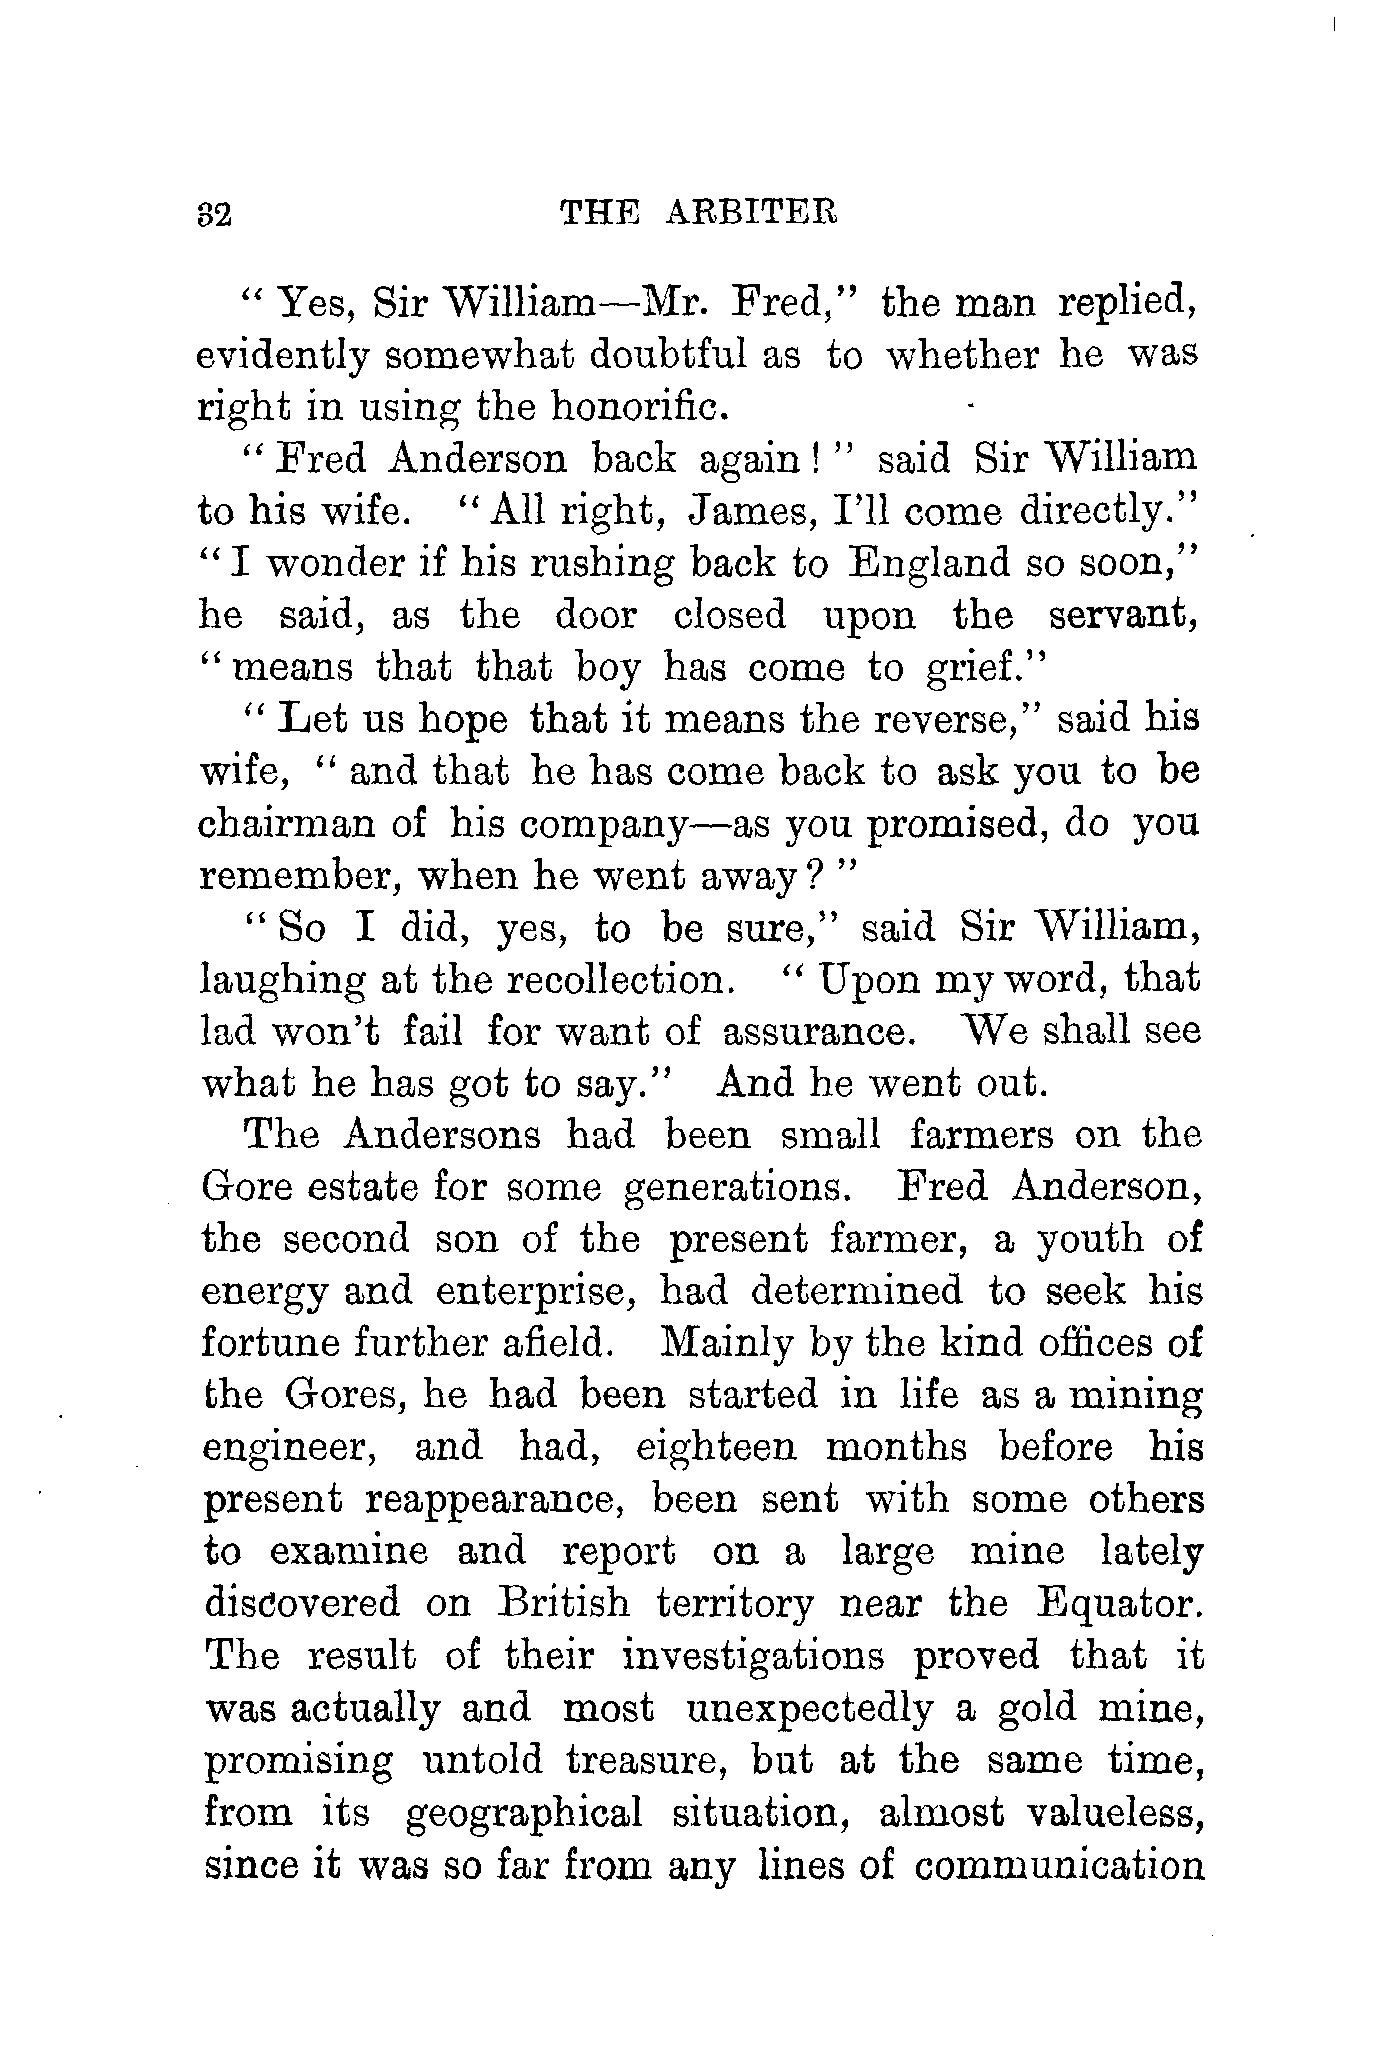 32 THE ARBITER
“ Yes, Sir William—Mr. Fred,” the man replied,
evidently somewhat doubtful as to whether he was
right in using the honorific.
“ Fred Anderson back again ! ” said Sir William
to his wife. “ All right, James, I’ll come directly.”
“ I wonder if his rushing back to England so soon,”
he said, as the door closed upon the servant,
“ means that that boy has come to grief.”
“ Let us hope that it means the reverse,” said his
wife, “ and that he has come back to ask you to be
chairman of his company—as you promised, do you
remember, when he went away ? ”
“ So I did, yes, to be sure,” said Sir William,
laughing at the recollection. “ Upon my word, that
lad won’t fail for want of assurance. We shall see
what he has got to say.” And he went out.
The Andersons had been small farmers on the
Gore estate for some generations. Fred Anderson,
the second son of the present farmer, a youth of
energy and enterprise, had determined to seek his
fortune further afield. Mainly by the kind offices of
the Gores, he had been started in life as a mining
engineer, and had, eighteen months before his
present reappearance, been sent with some others
to examine and report on a large mine lately
discovered on British territory near the Equator.
The result of their investigations proved that it
was actually and most unexpectedly a gold mine,
promising untold treasure, but at the same time,
from its geographical situation, almost valueless,
since it was so far from any lines of communication